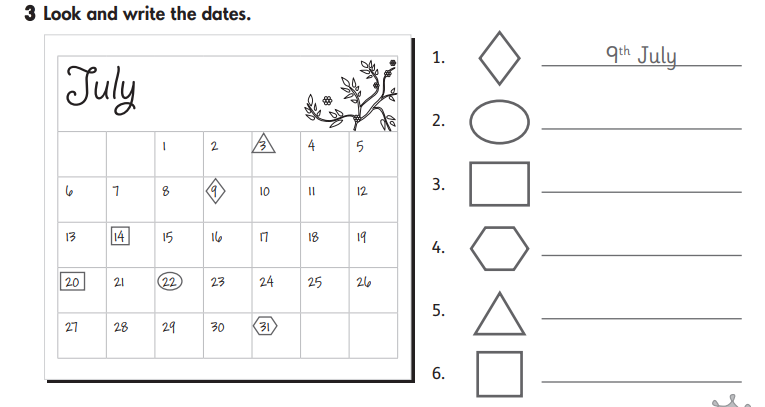 3 Look and write the dates.
July
1 2 3 4 5
6 7 8 9 10 11 12
13 14 15 16 17 18 19
20 21 22 23 24 25 26
27 28 29 30 31
1. 9th July
2.
3.
4.
5.
6.